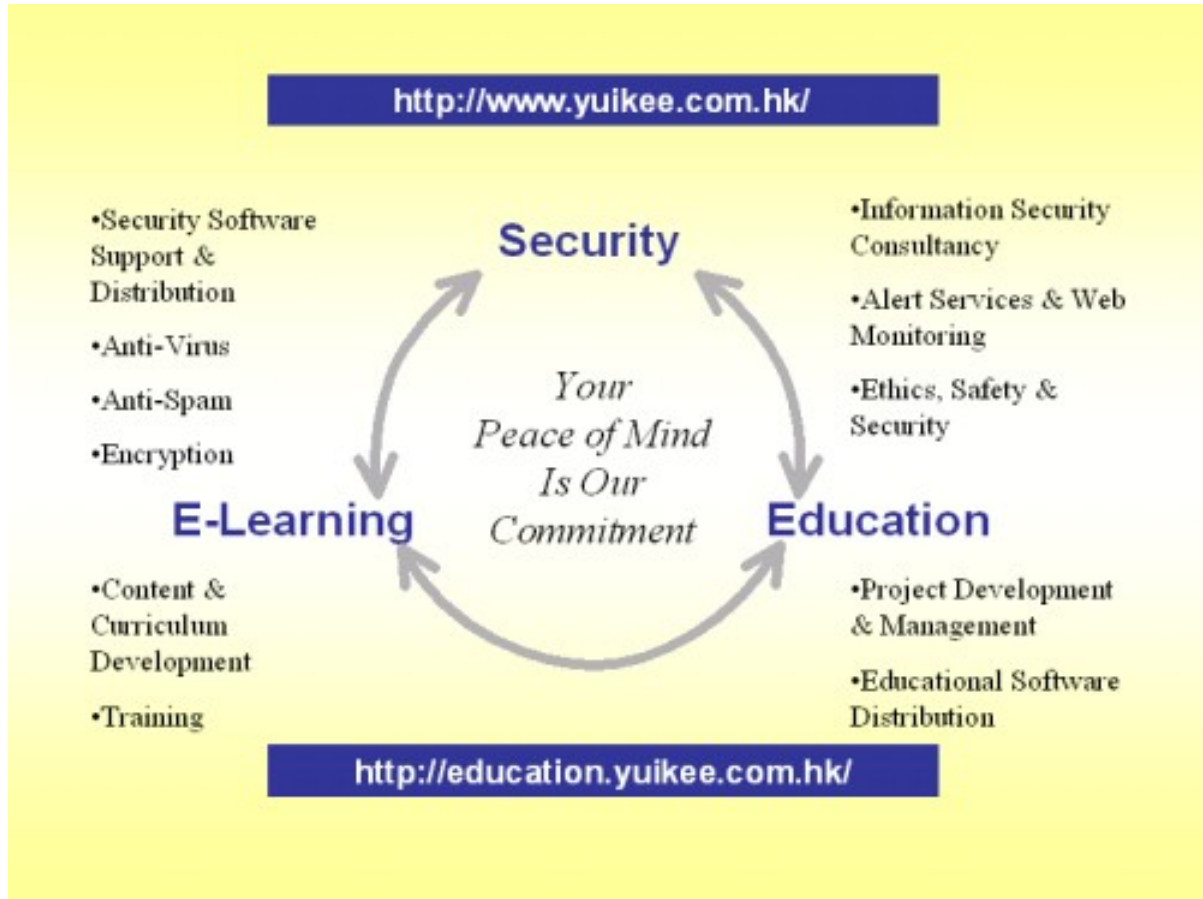 http://www.yuikee.com.hk/
•Security Software
Support &
Distribution
•Anti-Virus
•Anti-Spam
•Encryption
Security
•Information Security
Consultancy
•Alert Services & Web
Monitoring
•Ethics, Safety &
Security
Your
Peace of Mind
Is Our
Commitment
E-Learning
Education
•Content &
Curriculum
Development
•Training
•Project Development
& Management
•Educational Software
Distribution
http://education.yuikee.com.hk/